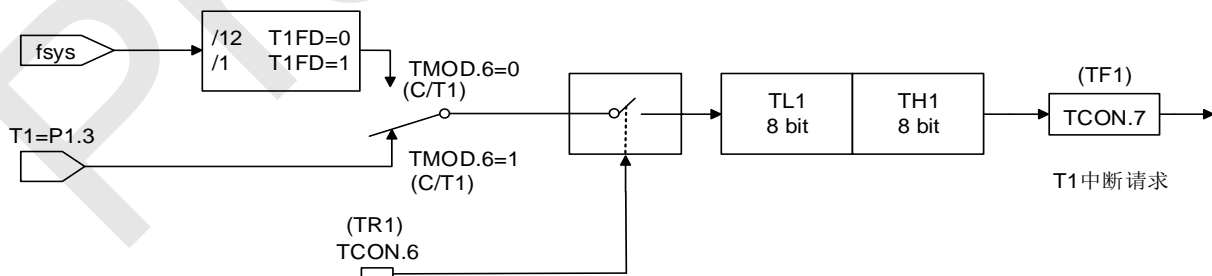 fsys
/12 T1FD=0
/1 T1FD=1
TMOD.6=0
(C/T1)
T1=P1.3
TMOD.6=1
(C/T1)
(TR1)
TCON.6
TL1
8 bit
TH1
8 bit
(TF1)
TCON.7
T1中断请求